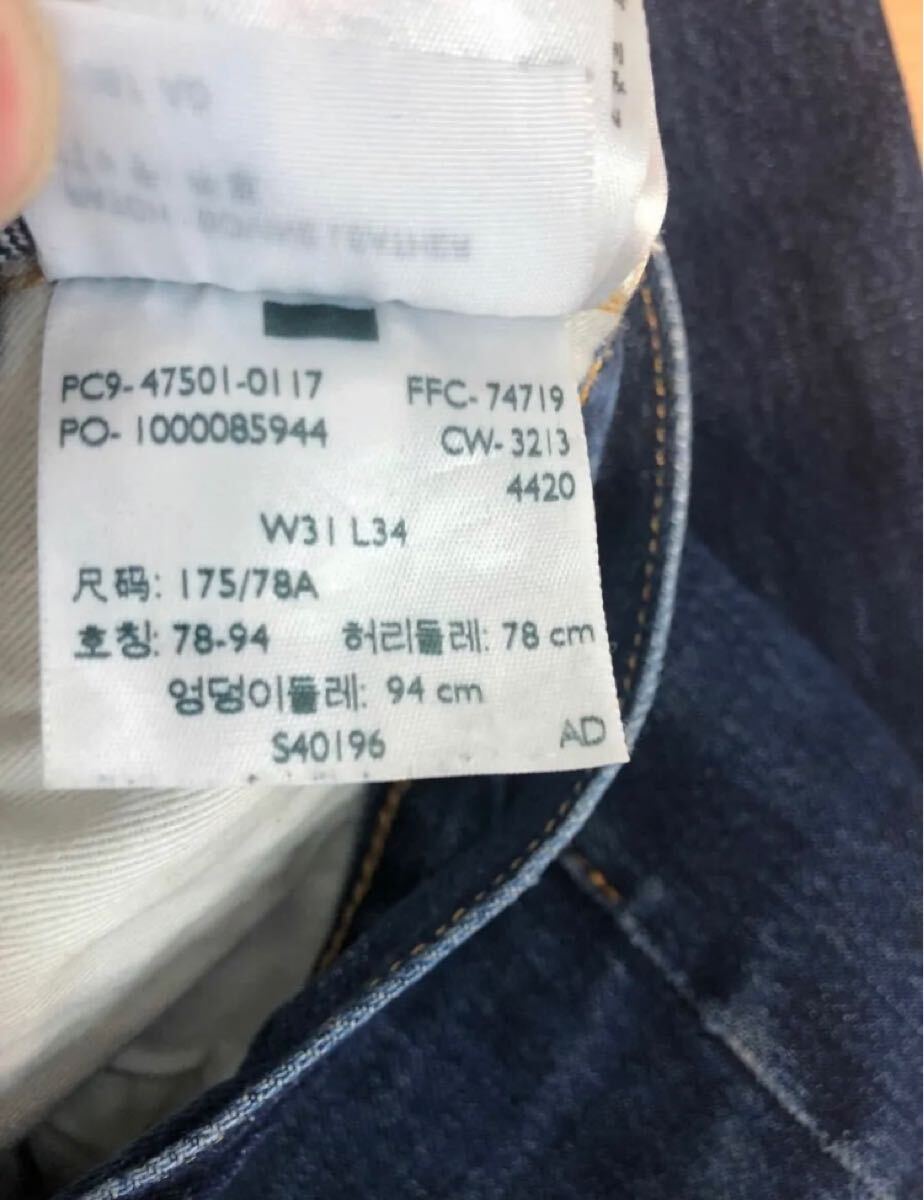 PC9-47501-0117 FFC-74719
PO-1000085944 CW-3213
4420
W31 L34
尺码: 175/78A
호칭: 78-94 허리둘레: 78 cm
엉덩이둘레: 94 cm
S40196 AD